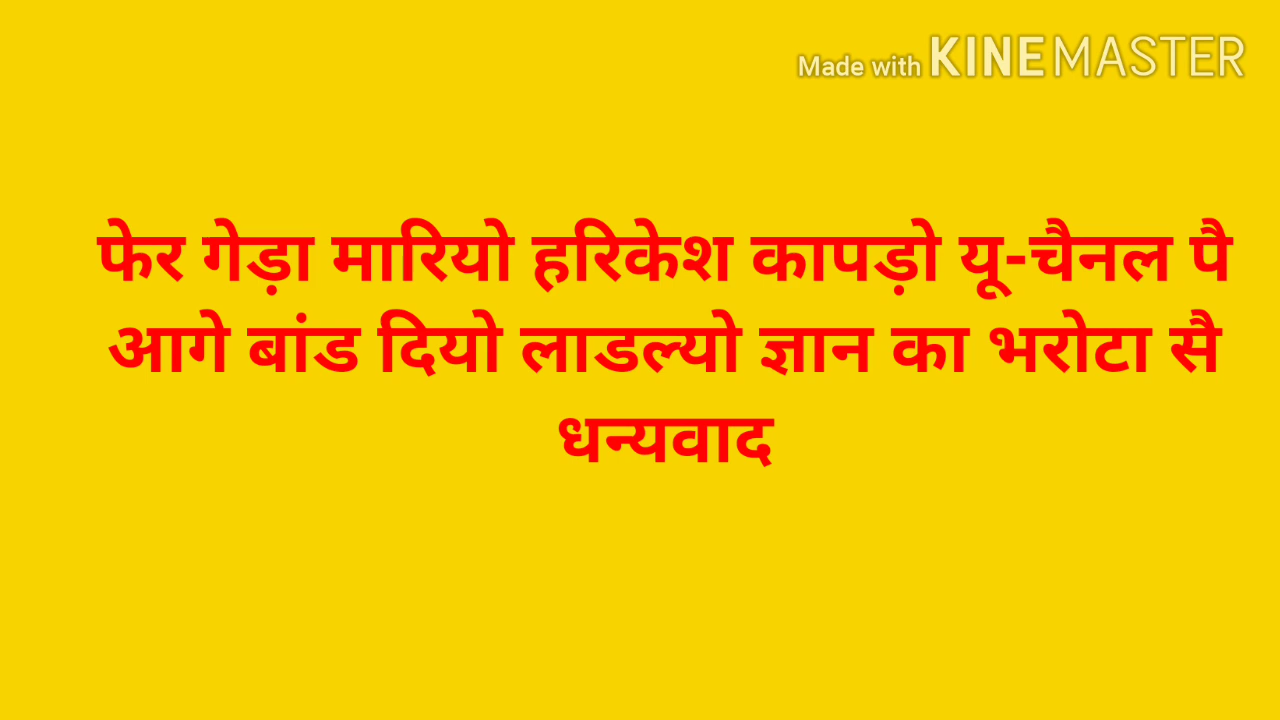 Made with KINEMASTER
फेर गेड़ा मारियो हरिकेश कापड़ो यू-चैनल पै
आगे बांड दियो लाडल्यो ज्ञान का भरोटा सै
धन्यवाद